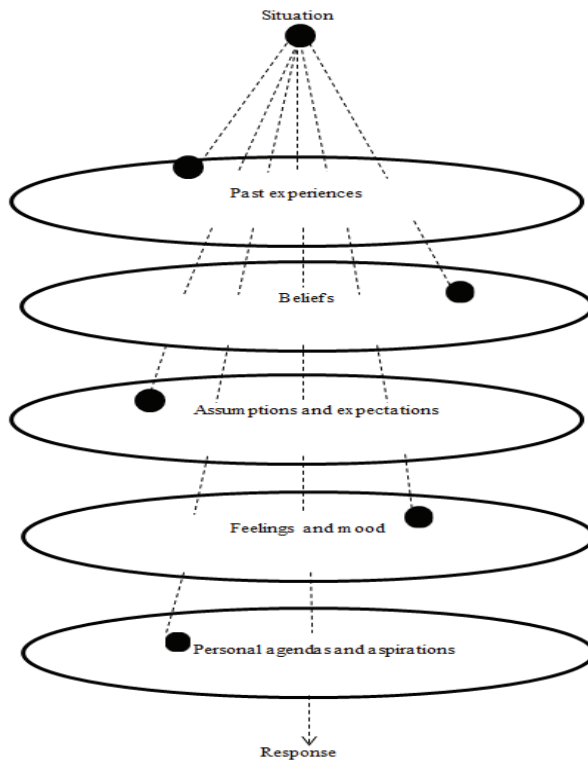 Situation
Past experiences
Beliefs
Assumptions and expectations
Feelings and mood
Personal agendas and aspirations
Response